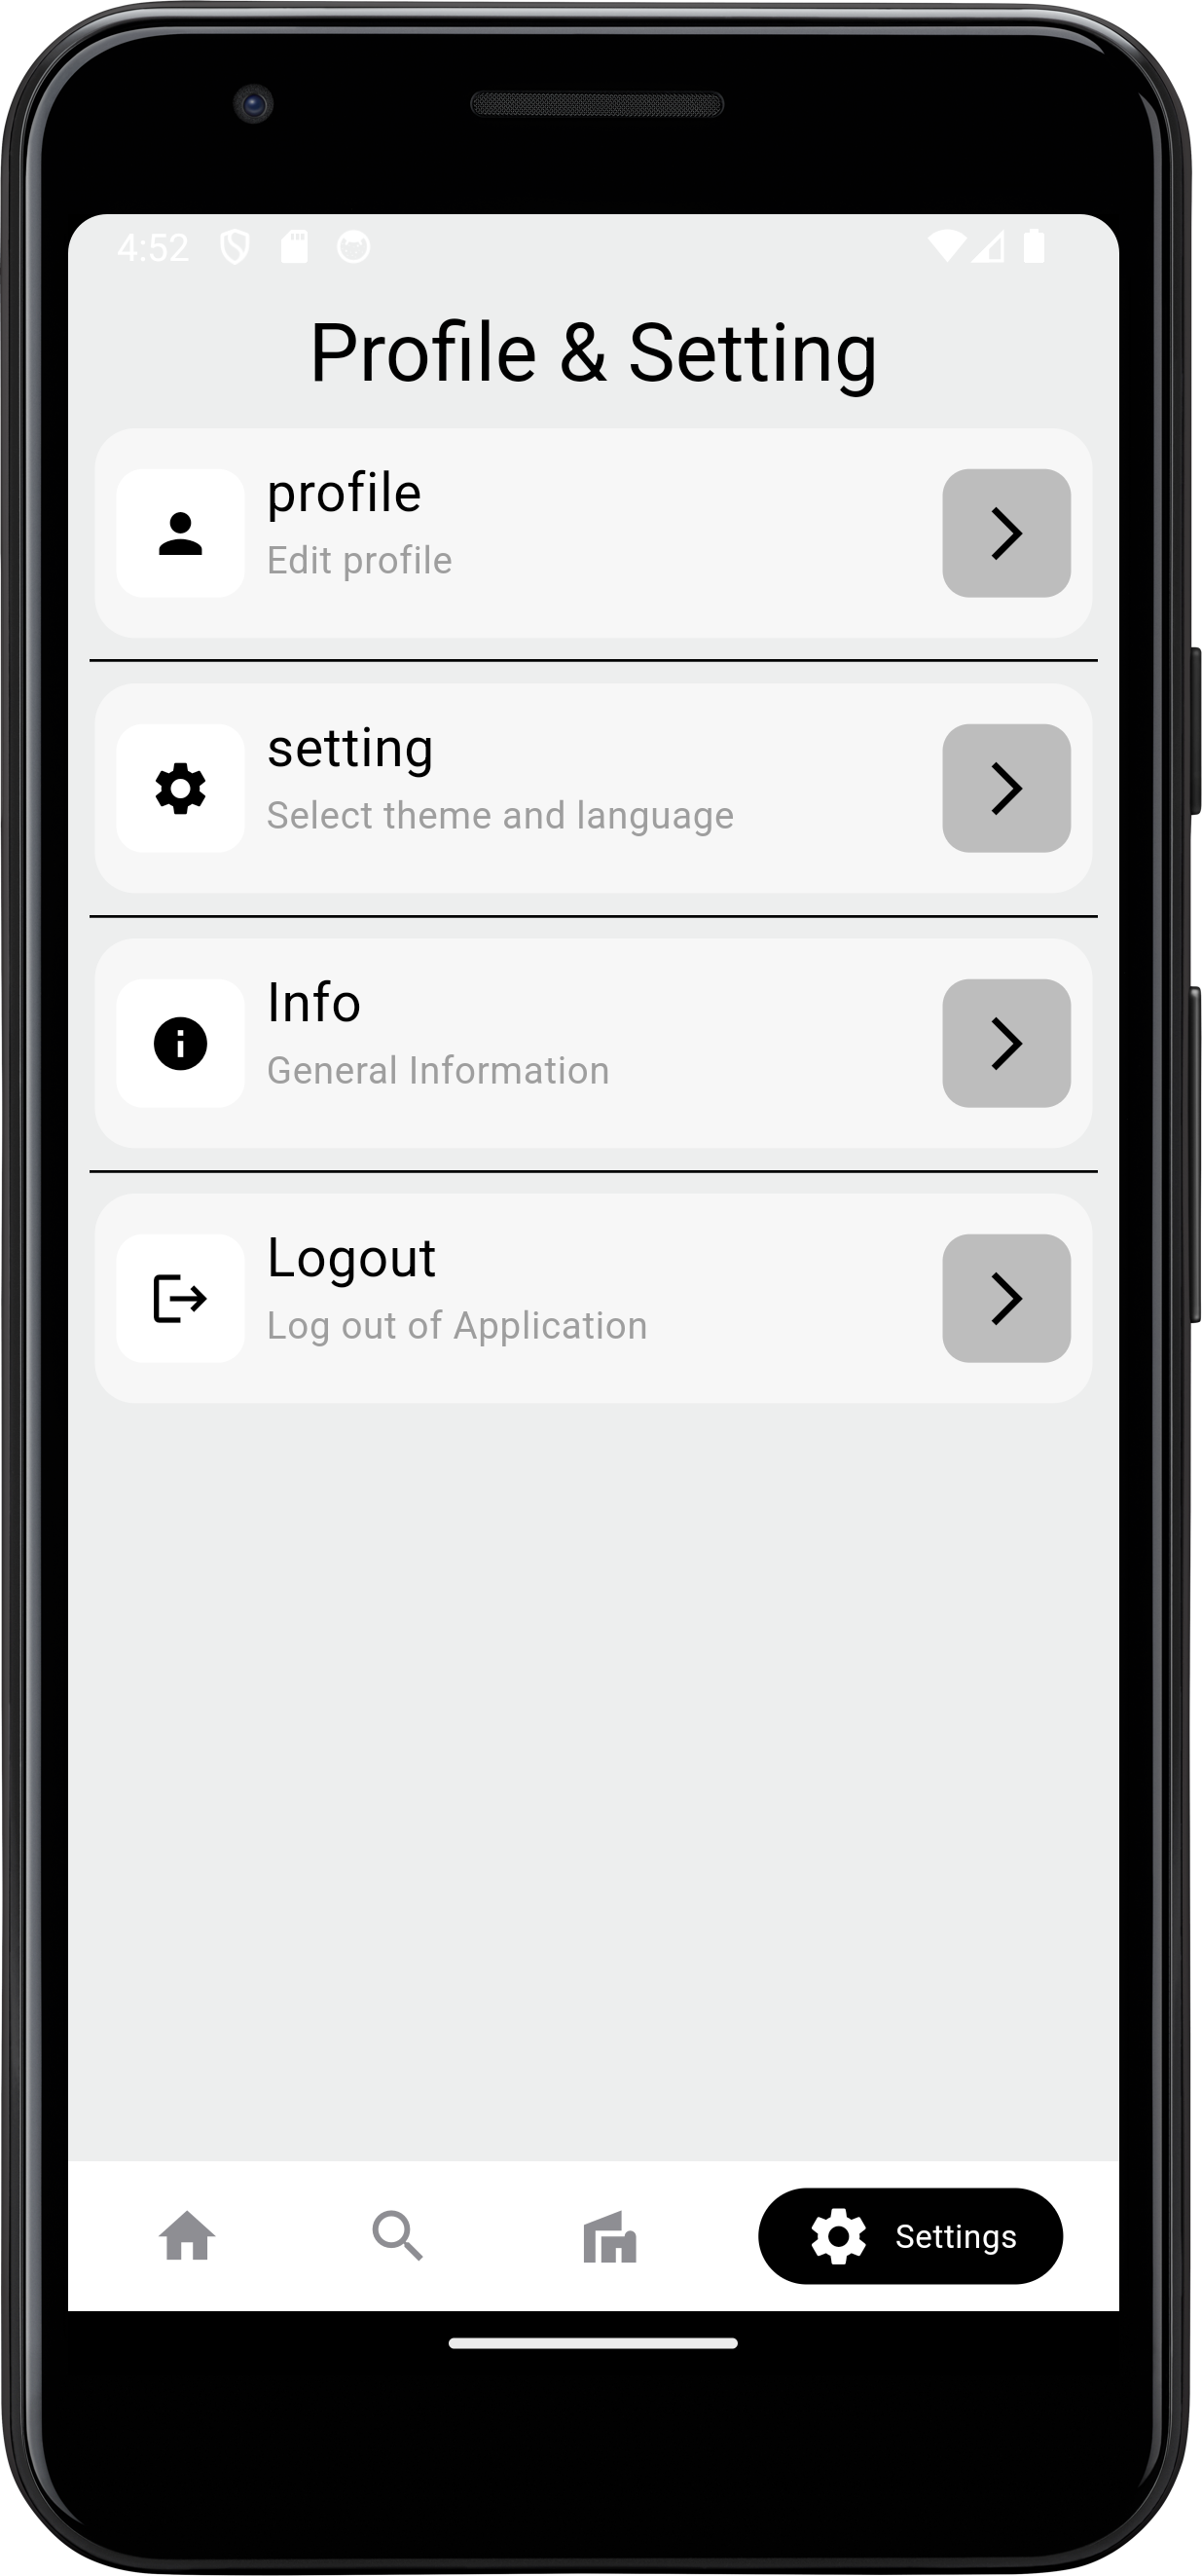 4:52
Profile & Setting
profile
Edit profile
setting
Select theme and language
Info
General Information
Logout
Log out of Application
Settings